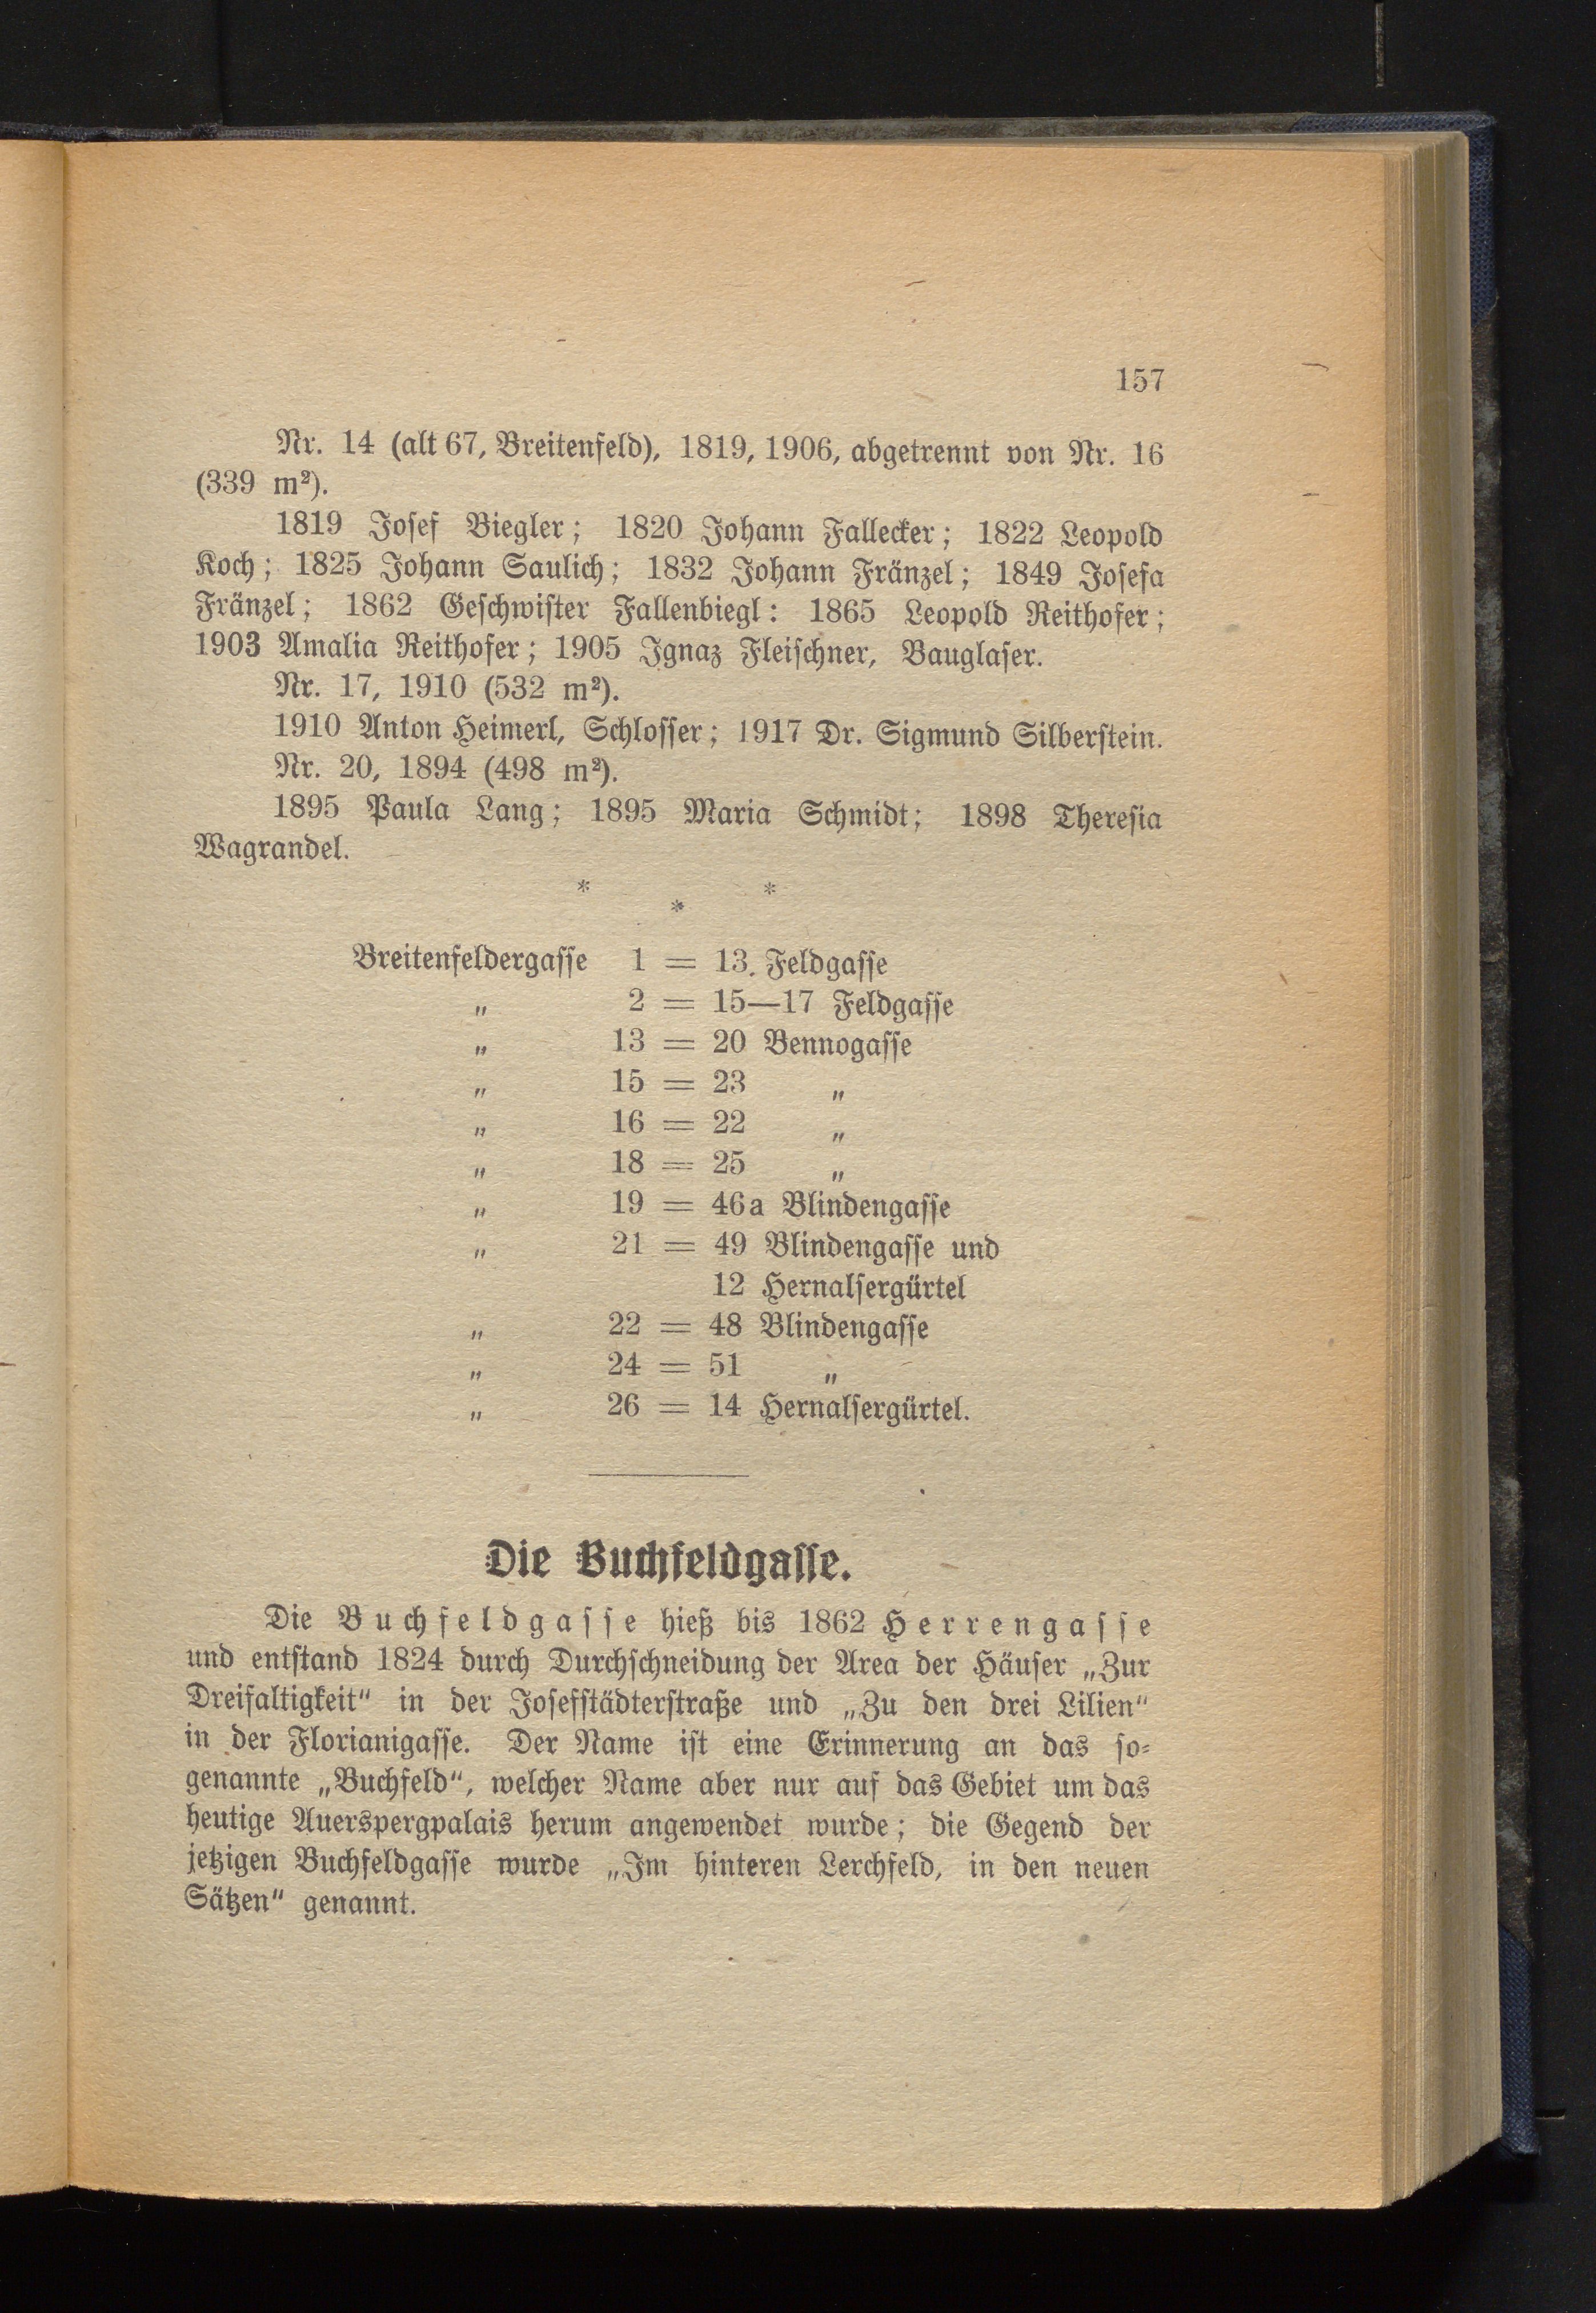 157
Nr. 14 (alt 67, Breitenfeld), 1819, 1906, abgetrennt von Nr. 16
(339 m²).
1819 Josef Biegler; 1820 Johann Fallecker; 1822 Leopold
Koch; 1825 Johann Saulich; 1832 Johann Fränzel; 1849 Josefa
Fränzel; 1862 Geschwister Fallenbiegl: 1865 Leopold Reithofer;
1903 Amalia Reithofer; 1905 Ignaz Fleischner, Bauglaser.
Nr. 17, 1910 (532 m²).
1910 Anton Heimerl, Schlosser; 1917 Dr. Sigmund Silberstein.
Nr. 20, 1894 (498 m²).
1895 Paula Lang; 1895 Maria Schmidt; 1898 Theresia
Wagrandel.
* * *
Breitenfeldergasse 1 = 13. Feldgasse
„ 2 = 15—17 Feldgasse
„ 13 = 20 Bennogasse
„ 15 = 23 „
„ 16 = 22 „
„ 18 = 25 „
„ 19 = 46a Blindengasse
„ 21 = 49 Blindengasse und
12 Hernalsergürtel
„ 22 = 48 Blindengasse
„ 24 = 51 „
„ 26 = 14 Hernalsergürtel.
Die Buchfeldgasse.
Die Buchfeldgasse hieß bis 1862 Herrengasse
und entstand 1824 durch Durchschneidung der Area der Häuser „Zur
Dreifaltigkeit" in der Josefstädterstraße und „Zu den drei Lilien"
in der Florianigasse. Der Name ist eine Erinnerung an das so-
genannte „Buchfeld", welcher Name aber nur auf das Gebiet um das
heutige Auerspergpalais herum angewendet wurde; die Gegend der
jetzigen Buchfeldgasse wurde „Im hinteren Lerchfeld, in den neuen
Sätzen" genannt.